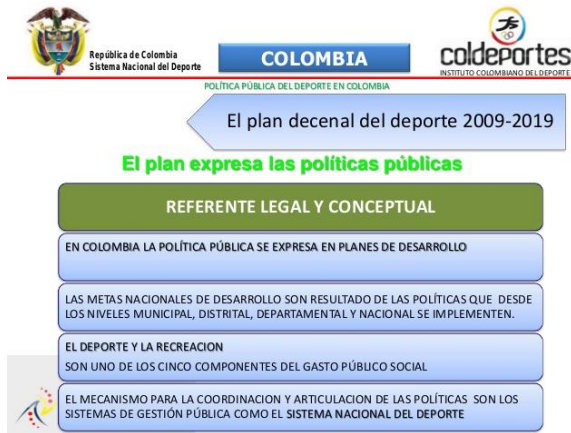 República de Colombia
Sistema Nacional del Deporte
COLOMBIA
coldeportes
INSTITUTO COLOMBIANO DEL DEPORTE
POLÍTICA PÚBLICA DEL DEPORTE EN COLOMBIA
El plan decenal del deporte 2009-2019
El plan expresa las políticas públicas
REFERENTE LEGAL Y CONCEPTUAL
EN COLOMBIA LA POLÍTICA PÚBLICA SE EXPRESA EN PLANES DE DESARROLLO
LAS METAS NACIONALES DE DESARROLLO SON RESULTADO DE LAS POLÍTICAS QUE DESDE
LOS NIVELES MUNICIPAL, DISTRITAL, DEPARTAMENTAL Y NACIONAL SE IMPLEMENTEN.
EL DEPORTE Y LA RECREACION
SON UNO DE LOS CINCO COMPONENTES DEL GASTO PÚBLICO SOCIAL
EL MECANISMO PARA LA COORDINACION Y ARTICULACION DE LAS POLÍTICAS SON LOS
SISTEMAS DE GESTIÓN PÚBLICA COMO EL SISTEMA NACIONAL DEL DEPORTE